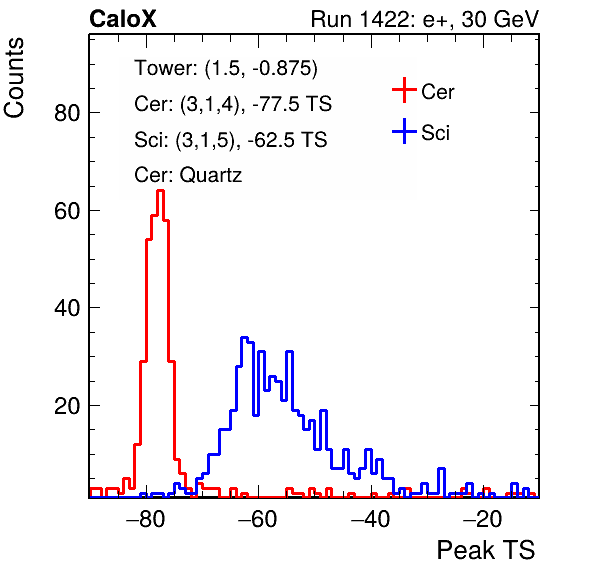 CaloX Run 1422: e+, 30 GeV
Counts
Tower: (1.5, -0.875)
Cer: (3,1,4), -77.5 TS
Sci: (3,1,5), -62.5 TS
Cer: Quartz
Cer
Sci
80
60
40
20
−80 −60 −40 −20
Peak TS